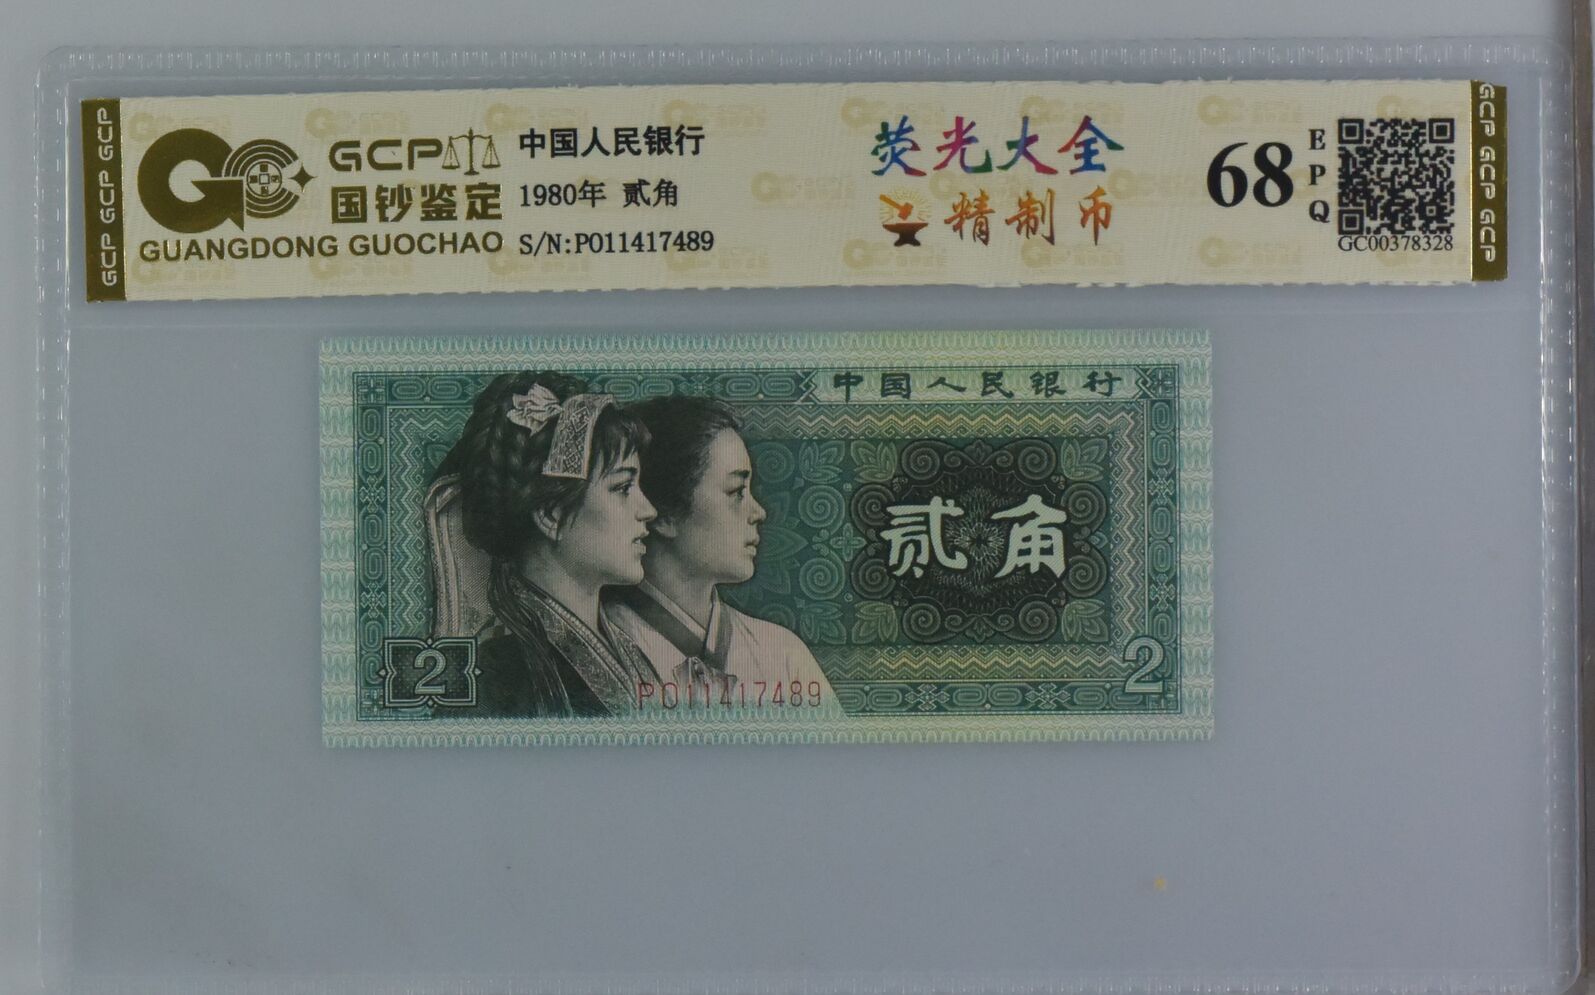 GCP GCP GCP
GCP
国钞鉴定
GUANGDONG GUOCHAO
中国人民银行
1980年 贰角
S/N:PO11417489
荧光大全
精制币
68
EPQ
GC00378328
GCP GCP GCP
中国人民银行
贰角
2
2
PO11417489